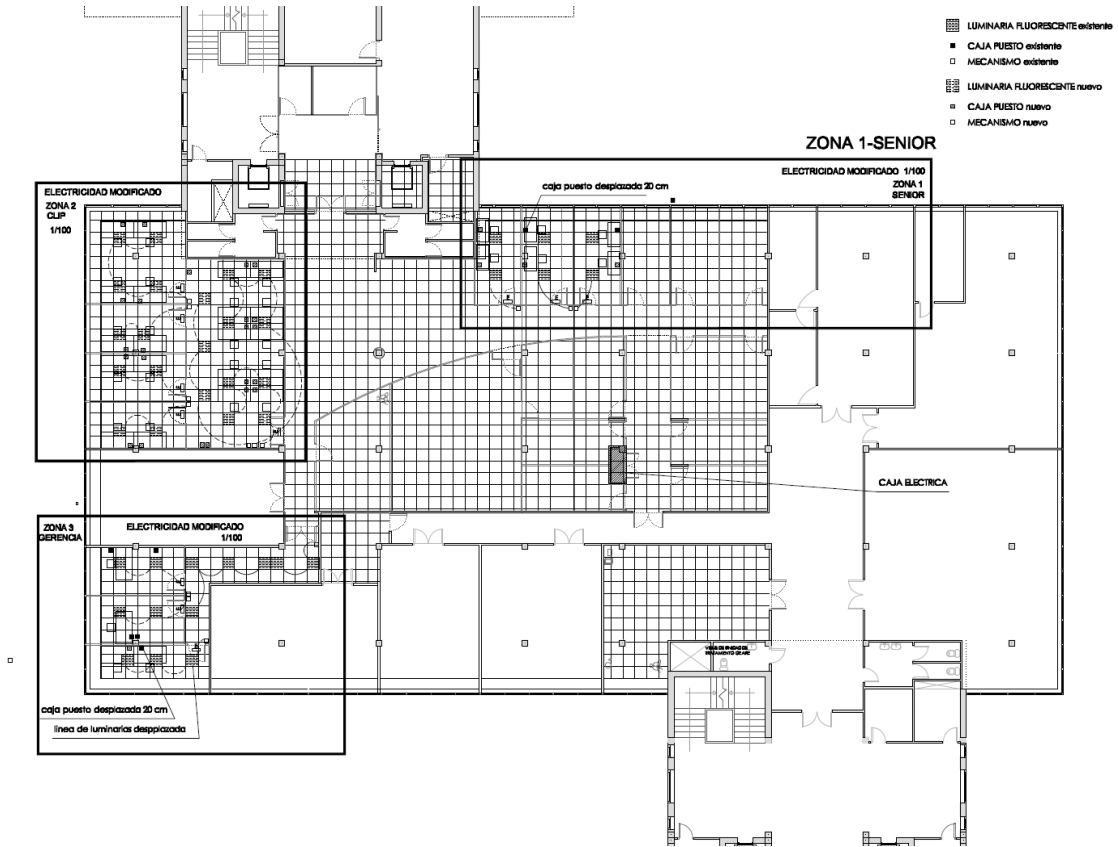 LUMINARIA FLUORESCENTE existente
CAJA PUESTO existente
MECANISMO existente
LUMINARIA FLUORESCENTE nuevo
CAJA PUESTO nuevo
MECANISMO nuevo
ZONA 1-SENIOR
ELECTRICIDAD MODIFICADO 1/100
ZONA 1
SENIOR
caja puesto desplazada 20 cm
ELECTRICIDAD MODIFICADO
ZONA 2
CLIP
1/100
CAJA ELECTRICA
ZONA 3
GERENCIA
ELECTRICIDAD MODIFICADO
1/100
caja puesto desplazada 20 cm
linea de luminarias despplazada